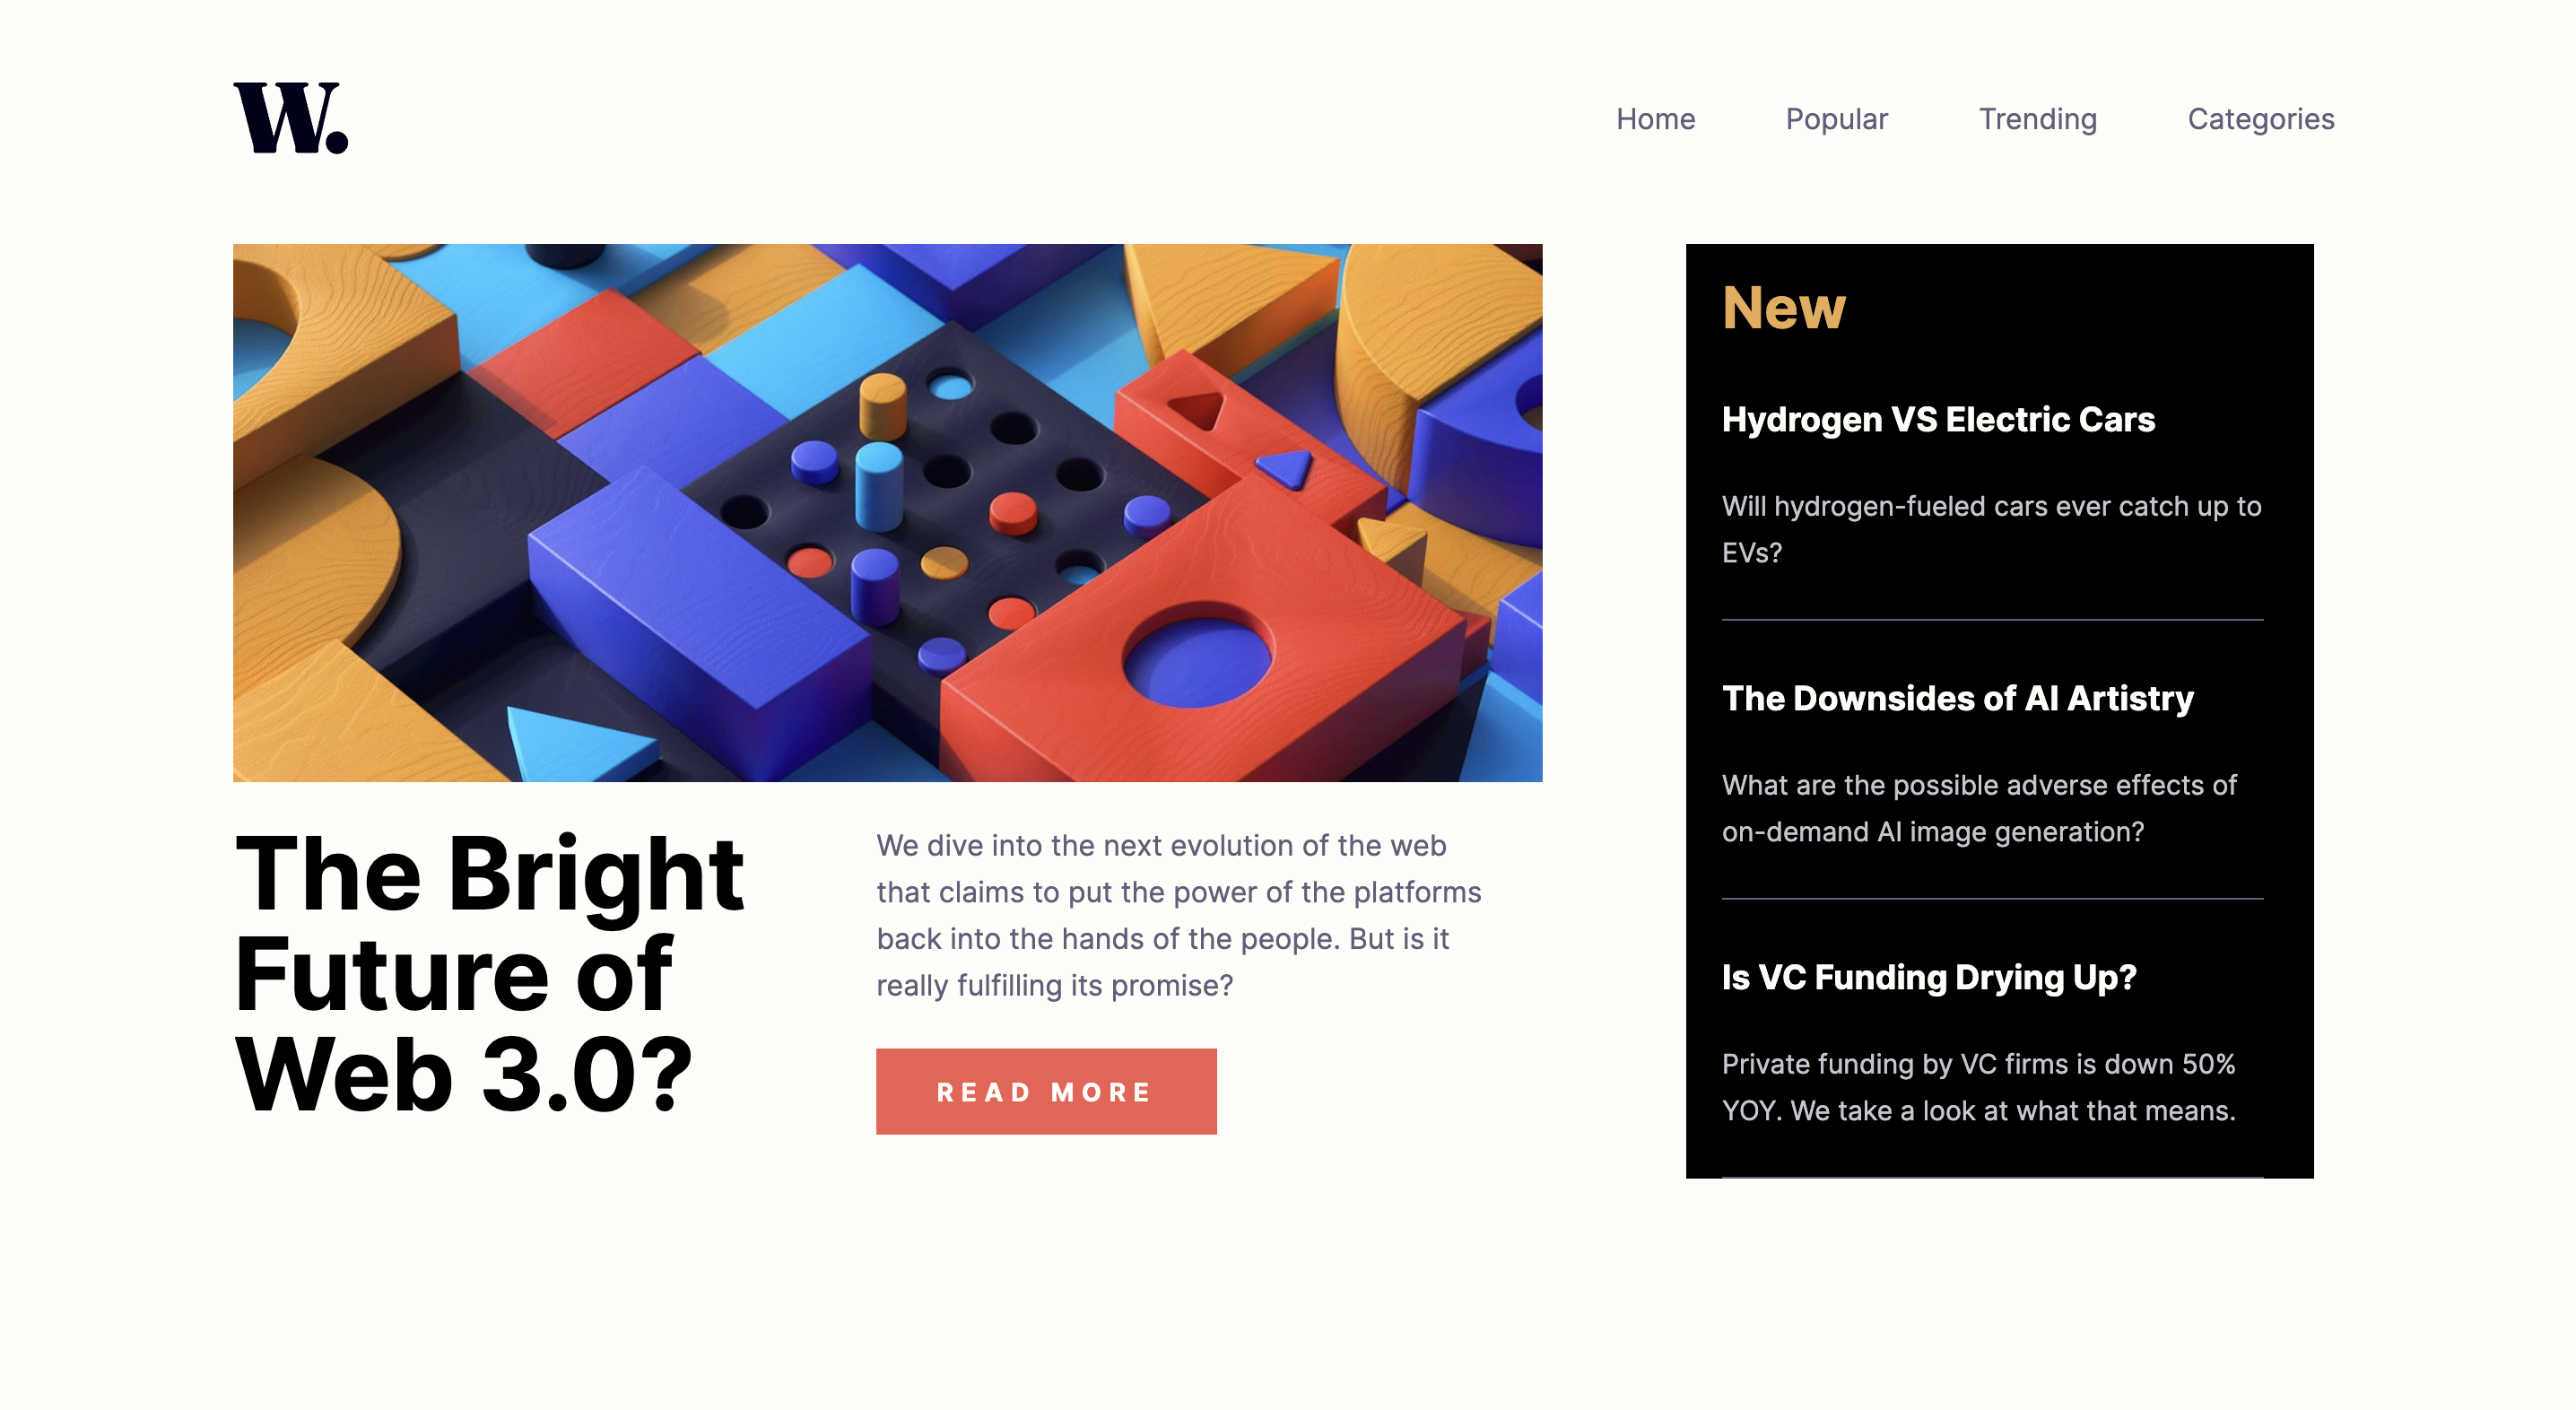 W.
Home
Popular
Trending
Categories
The Bright
Future of
Web 3.0?
We dive into the next evolution of the web
that claims to put the power of the platforms
back into the hands of the people. But is it
really fulfilling its promise?
READ MORE
New
Hydrogen VS Electric Cars
Will hydrogen-fueled cars ever catch up to
EVs?
The Downsides of AI Artistry
What are the possible adverse effects of
on-demand AI image generation?
Is VC Funding Drying Up?
Private funding by VC firms is down 50%
YOY. We take a look at what that means.